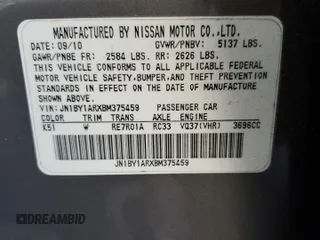 MANUFACTURED BY NISSAN MOTOR CO.,LTD.
DATE: 09/10 GVWR/PNBV: 5137 LBS.
GAWR/PNBE FR: 2584 LBS. RR: 2626 LBS.
THIS VEHICLE CONFORMS TO ALL APPLICABLE FEDERAL
MOTOR VEHICLE SAFETY, BUMPER, AND THEFT PREVENTION
STANDARDS IN EFFECT ON THE DATE OF MANUFACTURE
SHOWN ABOVE.
JN1BY1ARXBM375459 PASSENGER CAR
COLOR TRIM TRANS AXLE ENGINE
K51 W RE7R01A RC33 VQ37(VHR) 3696CC
JN1BY1ARXBM375459
DREAMBID